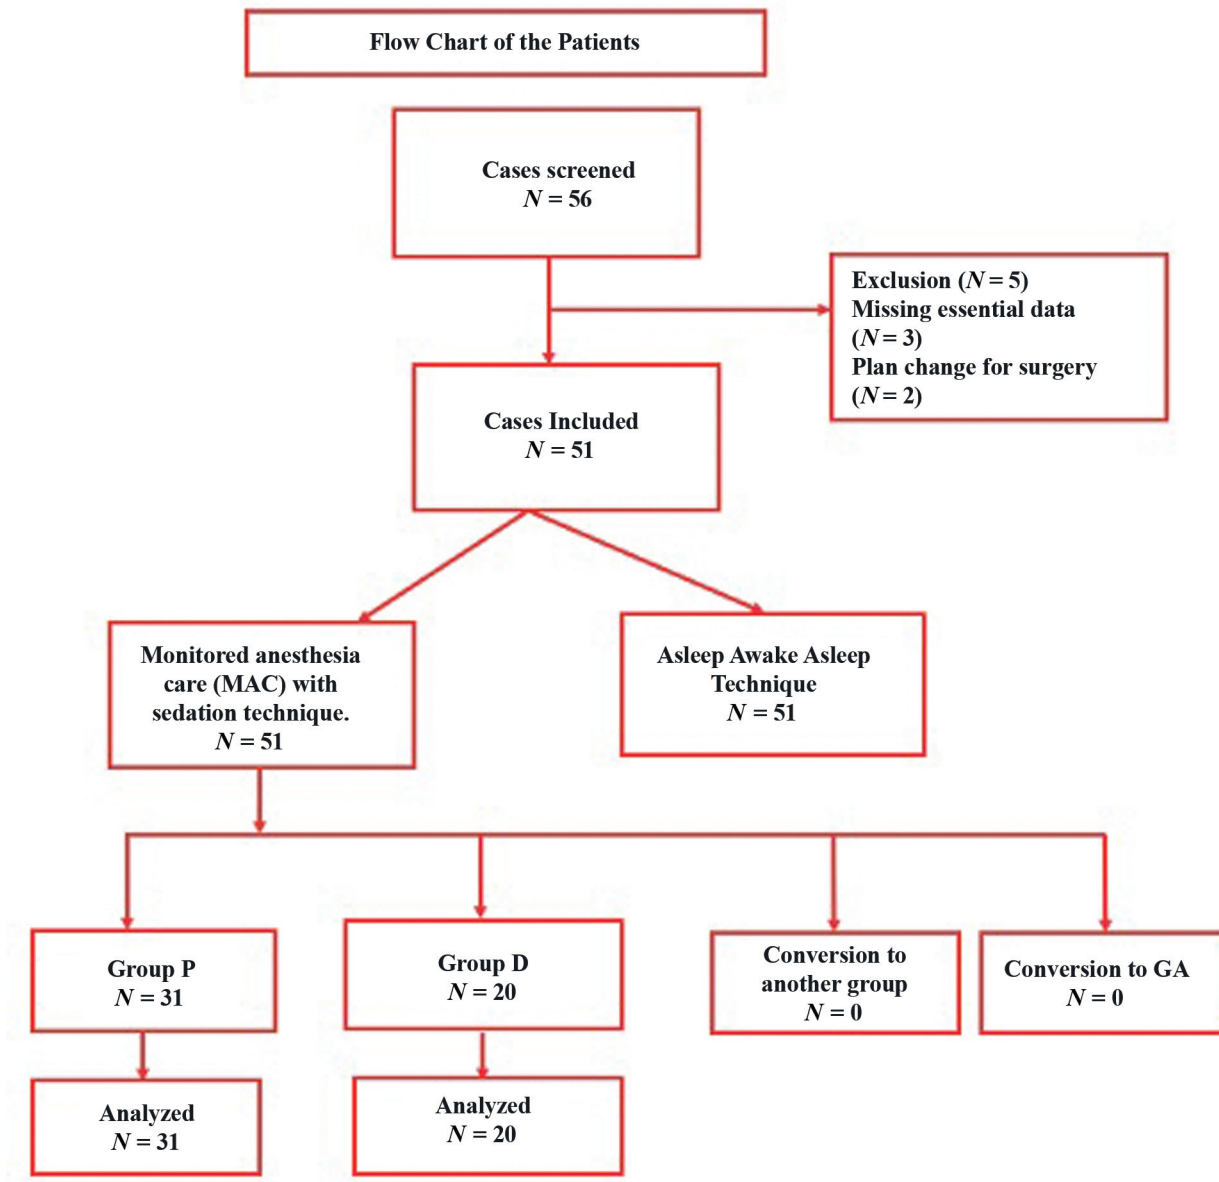 Flow Chart of the Patients
Cases screened
N = 56
Exclusion (N = 5)
Missing essential data
(N = 3)
Plan change for surgery
(N = 2)
Cases Included
N = 51
Monitored anesthesia
care (MAC) with
sedation technique.
N = 51
Asleep Awake Asleep
Technique
N = 51
Group P
N = 31
Group D
N = 20
Conversion to
another group
N = 0
Conversion to GA
N = 0
Analyzed
N = 31
Analyzed
N = 20